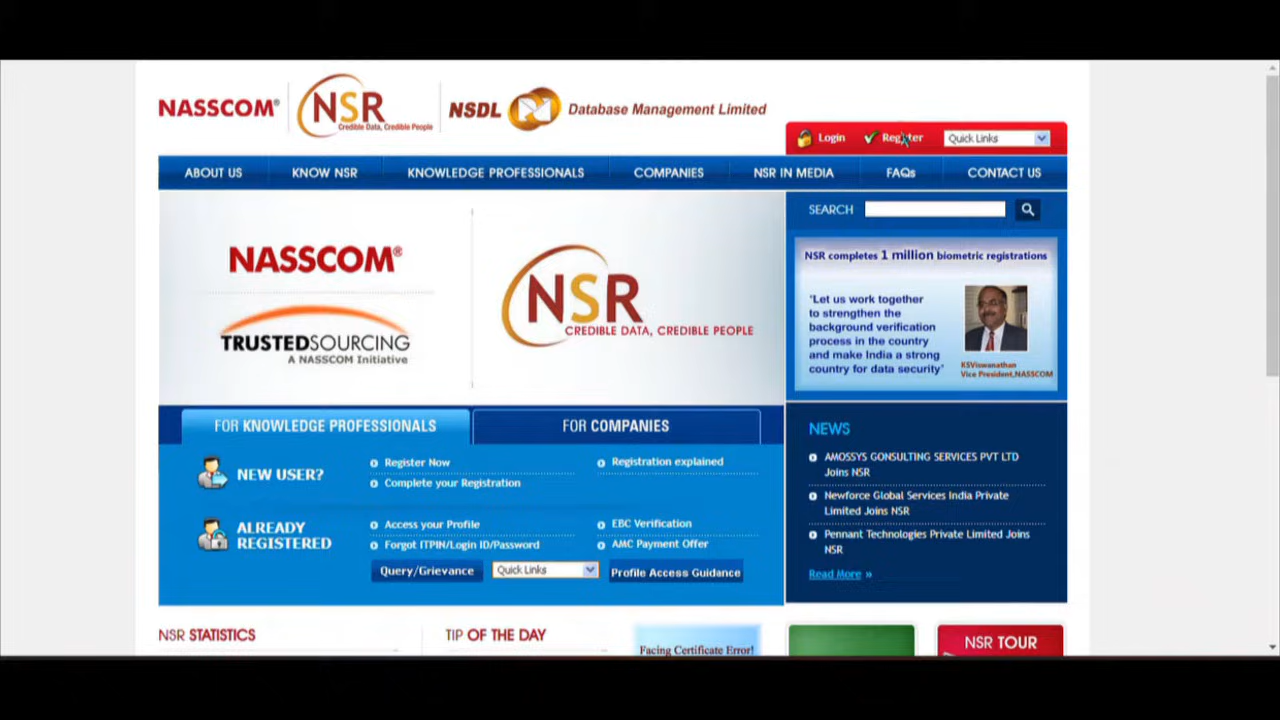 NASSCOM®
NSR
Credible Data, Credible People
NSDL Database Management Limited
Login
Register
Quick Links
ABOUT US
KNOW NSR
KNOWLEDGE PROFESSIONALS
COMPANIES
NSR IN MEDIA
FAQs
CONTACT US
SEARCH
NASSCOM®
TRUSTEDSOURCING
A NASSCOM Initiative
NSR
CREDIBLE DATA, CREDIBLE PEOPLE
NSR completes 1 million biometric registrations
"Let us work together
to strengthen the
background verification
process in the country
and make India a strong
country for data security"
KSViswanathan
Vice President,NASSCOM
FOR KNOWLEDGE PROFESSIONALS
FOR COMPANIES
NEW USER?
Register Now
Registration explained
Complete your Registration
ALREADY
REGISTERED
Access your Profile
EBC Verification
Forgot ITPIN/Login ID/Password
AMC Payment Offer
Query/Grievance
Quick Links
Profile Access Guidance
NEWS
AMOSSYS GONSULTING SERVICES PVT LTD
Joins NSR
Newforce Global Services India Private
Limited Joins NSR
Pennant Technologies Private Limited Joins
NSR
Read More »
NSR STATISTICS
TIP OF THE DAY
Facing Certificate Error!
NSR TOUR